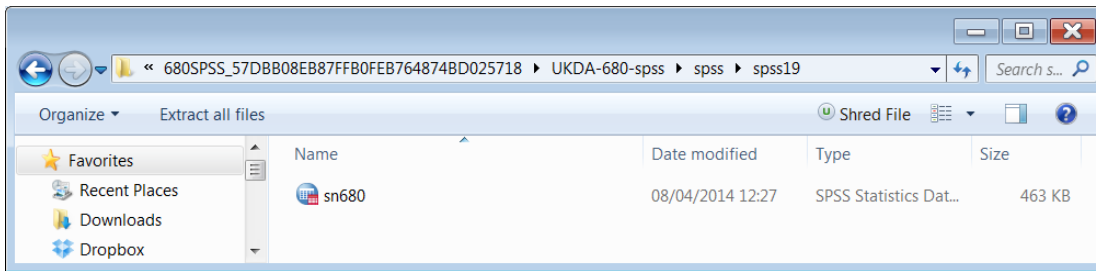 « 680SPSS_57DBB08EB87FFB0FEB764874BD025718 ▸ UKDA-680-spss ▸ spss ▸ spss19 Search s...
Organize Extract all files Shred File
Favorites
Recent Places
Downloads
Dropbox
Name Date modified Type Size
sn680 08/04/2014 12:27 SPSS Statistics Dat... 463 KB